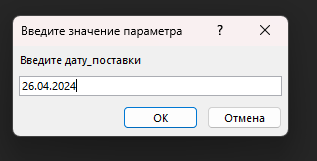 Введите значение параметра ?
Введите дату_поставки
26.04.2024
ОК Отмена